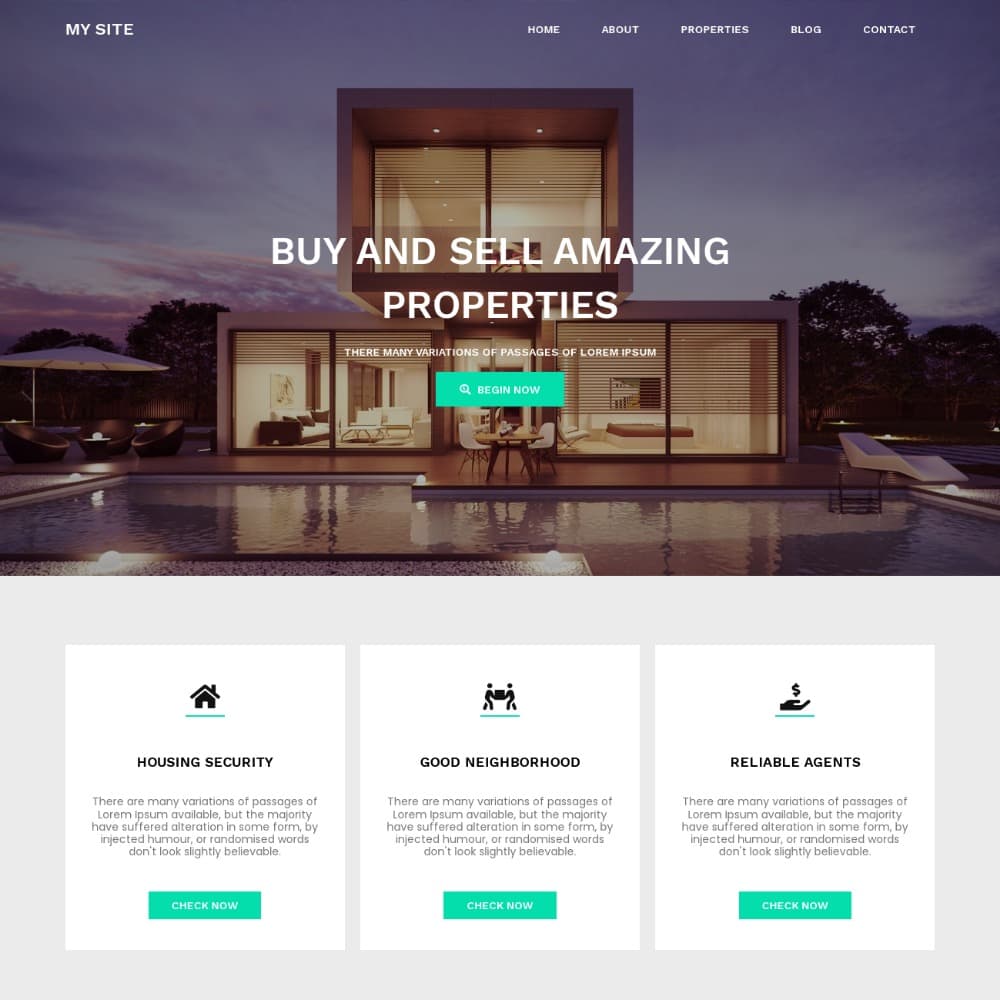 MY SITE
HOME ABOUT PROPERTIES BLOG CONTACT
BUY AND SELL AMAZING
PROPERTIES
THERE MANY VARIATIONS OF PASSAGES OF LOREM IPSUM
BEGIN NOW
HOUSING SECURITY
There are many variations of passages of
Lorem Ipsum available, but the majority
have suffered alteration in some form, by
injected humour, or randomised words
don't look slightly believable.
CHECK NOW
GOOD NEIGHBORHOOD
There are many variations of passages of
Lorem Ipsum available, but the majority
have suffered alteration in some form, by
injected humour, or randomised words
don't look slightly believable.
CHECK NOW
RELIABLE AGENTS
There are many variations of passages of
Lorem Ipsum available, but the majority
have suffered alteration in some form, by
injected humour, or randomised words
don't look slightly believable.
CHECK NOW